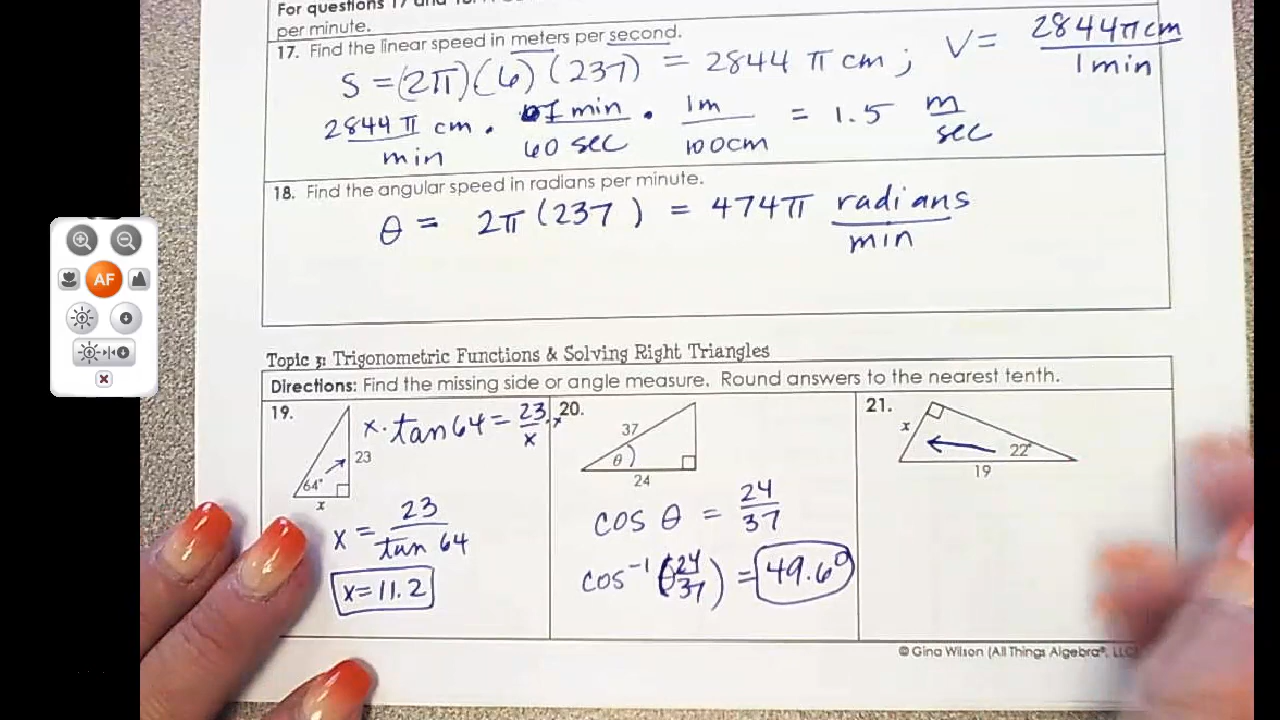 For questions 17 and 18
per minute.
17. Find the linear speed in meters per second.
S = (2π)(6)(237) = 2844 π cm ; V = 2844π cm / 1 min
2844 π cm / min · 1 min / 60 sec · 1m / 100cm = 1.5 m / sec
18. Find the angular speed in radians per minute.
θ = 2π (237) = 474π radians / min
Topic 3: Trigonometric Functions & Solving Right Triangles
Directions: Find the missing side or angle measure. Round answers to the nearest tenth.
19.
x · tan 64 = 23 / x · x
23
64°
x
x = 23 / tan 64
x = 11.2
20.
37
θ
24
cos θ = 24 / 37
cos⁻¹ (24/37) = 49.6°
21.
x
22°
19
© Gina Wilson (All Things Algebra®, LLC)
AF